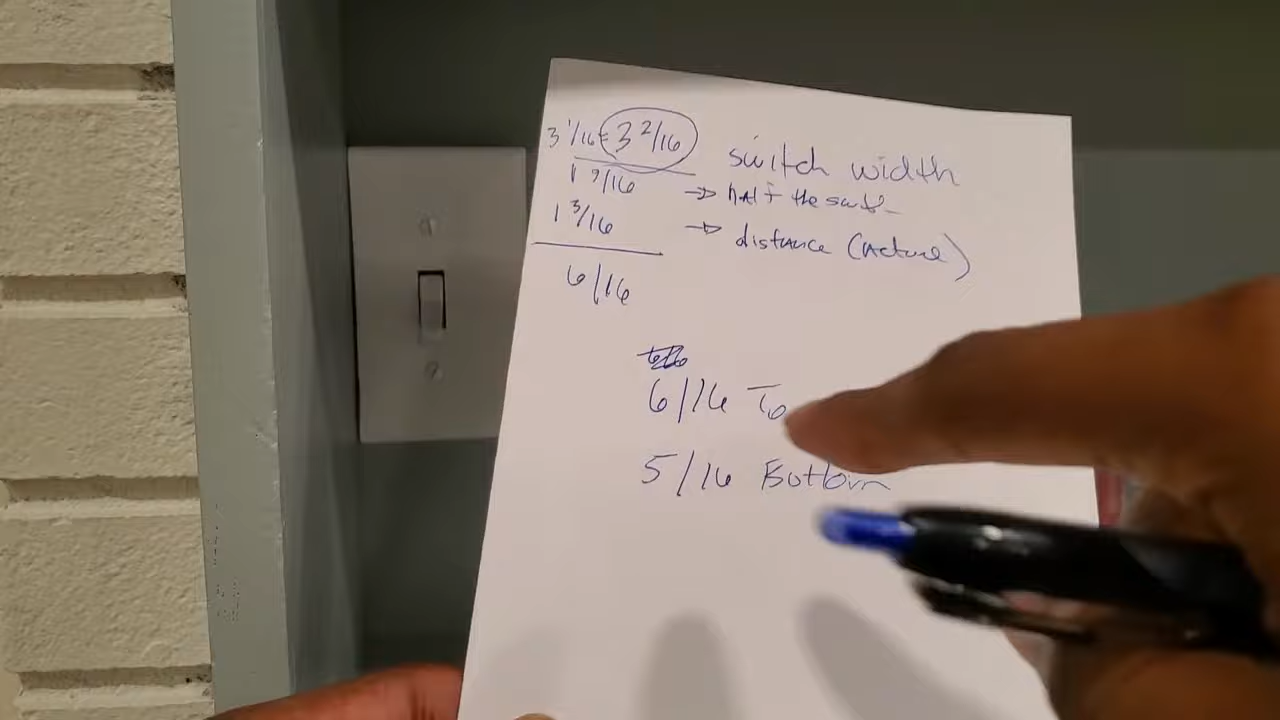 3 1/16 = 3 2/16 switch width
1 9/16 → half the
1 3/16 → distance (actual)
6/16
6/16 To
5/16 Bottom